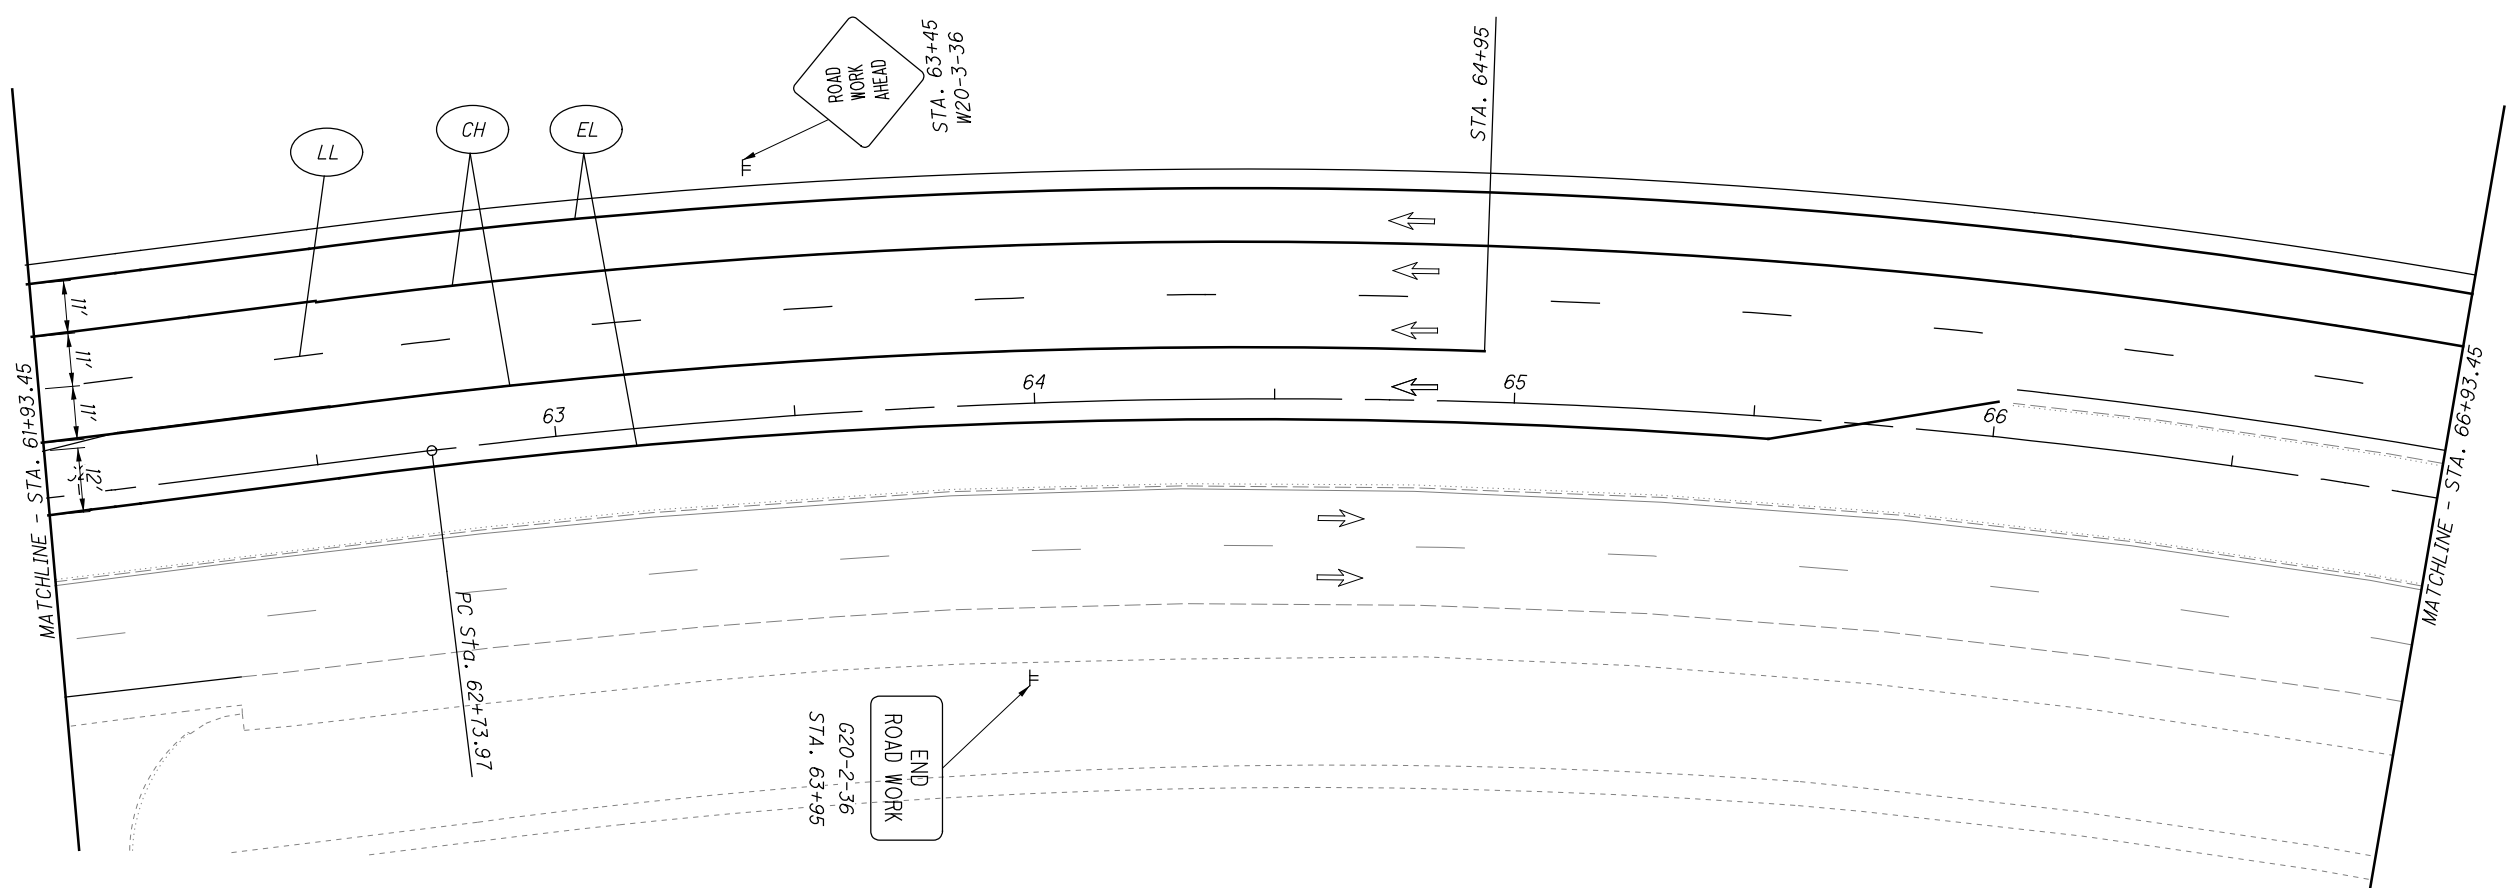 MATCHLINE - STA. 61+93.45
LL
CH
EL
ROAD
WORK
AHEAD
STA. 63+45
W20-3-36
STA. 64+95
11'
11'
11'
12'
63
64
65
66
PC Sta. 62+73.97
END
ROAD WORK
G20-2-36
STA. 63+95
MATCHLINE - STA. 66+93.45